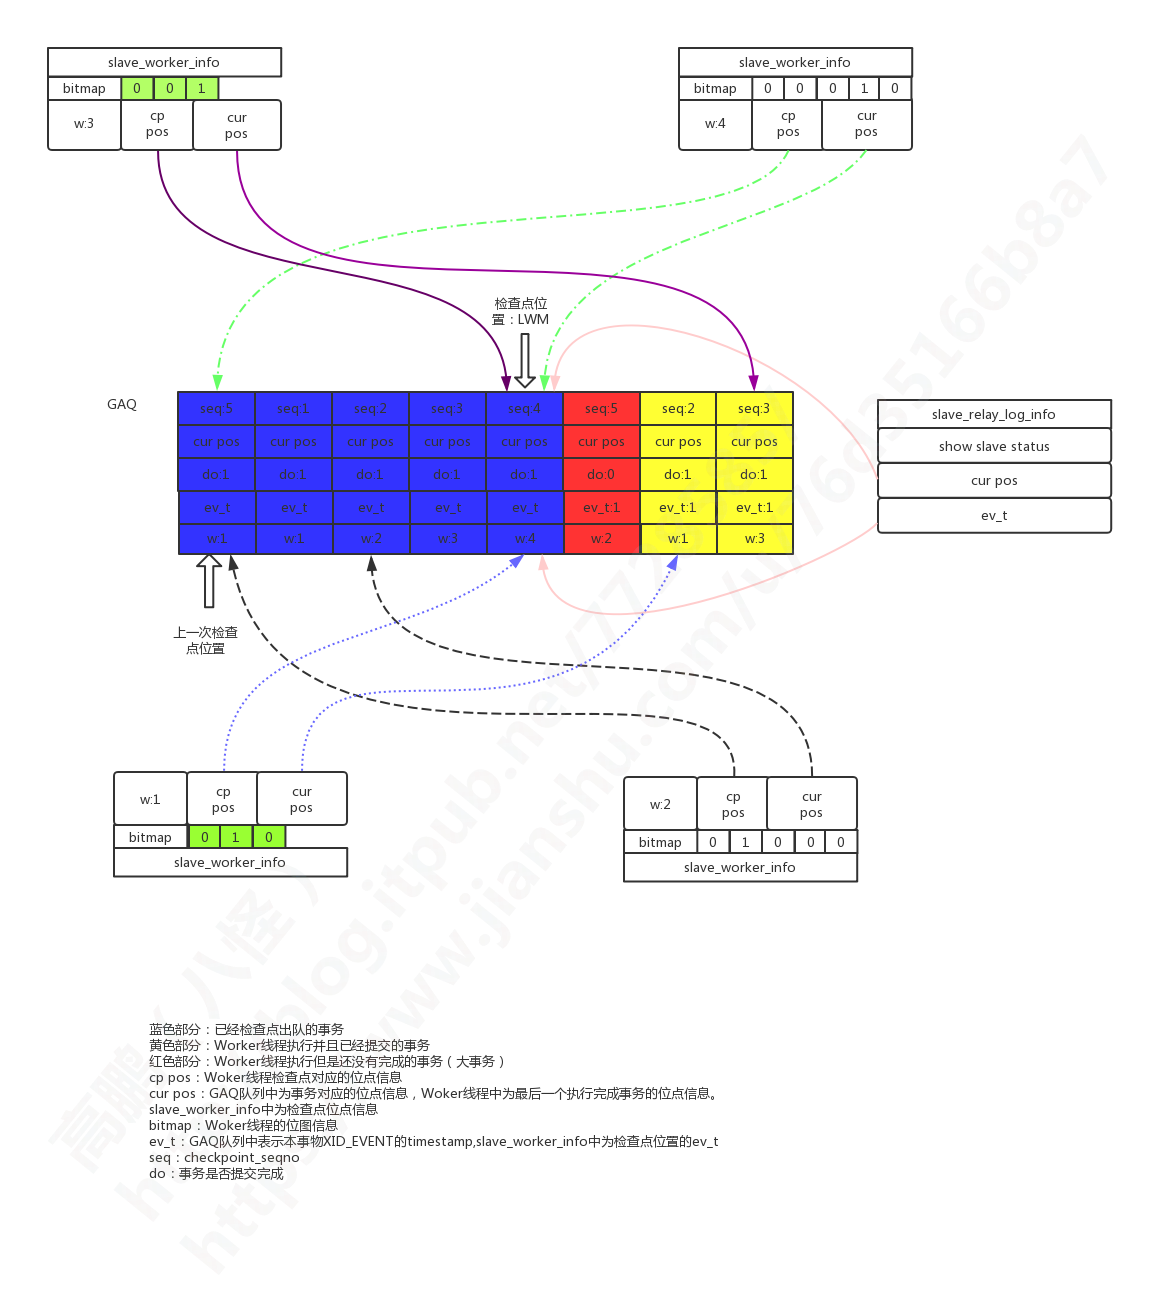 slave_worker_info
bitmap 0 0 1
w:3 cp pos cur pos
slave_worker_info
bitmap 0 0 0 1 0
w:4 cp pos cur pos
检查点位
置：LWM
GAQ
seq:5 seq:1 seq:2 seq:3 seq:4 seq:5 seq:2 seq:3
cur pos cur pos cur pos cur pos cur pos cur pos cur pos cur pos
do:1 do:1 do:1 do:1 do:1 do:0 do:1 do:1
ev_t ev_t ev_t ev_t ev_t ev_t:1 ev_t:1 ev_t:1
w:1 w:1 w:2 w:3 w:4 w:2 w:1 w:3
slave_relay_log_info
show slave status
cur pos
ev_t
上一次检查
点位置
w:1 cp pos cur pos
bitmap 0 1 0
slave_worker_info
w:2 cp pos cur pos
bitmap 0 1 0 0 0
slave_worker_info
蓝色部分：已经检查点出队的事务
黄色部分：Worker线程执行并且已经提交的事务
红色部分：Worker线程执行但是还没有完成的事务（大事务）
cp pos：Woker线程检查点对应的位点信息
cur pos：GAQ队列中为事务对应的位点信息，Woker线程中为最后一个执行完成事务的位点信息。
slave_worker_info中为检查点位点信息
bitmap：Woker线程的位图信息
ev_t：GAQ队列中表示本事物XID_EVENT的timestamp,slave_worker_info中为检查点位置的ev_t
seq：checkpoint_seqno
do：事务是否提交完成
高鹏（八怪）